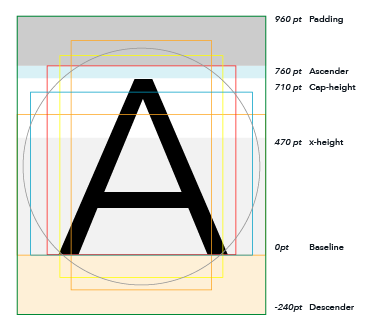 960 pt Padding
760 pt Ascender
710 pt Cap-height
470 pt x-height
A
0pt Baseline
-240pt Descender